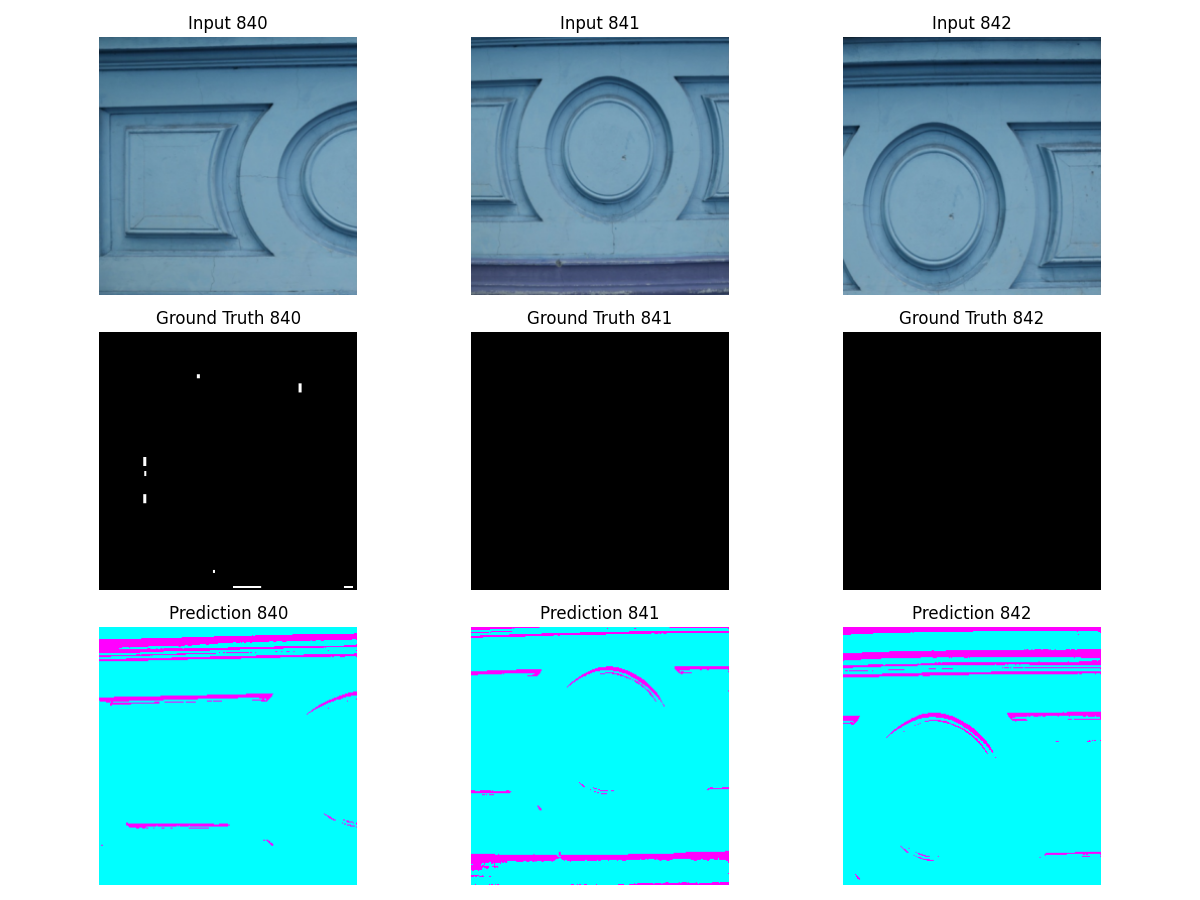 Input 840
Input 841
Input 842
Ground Truth 840
Ground Truth 841
Ground Truth 842
Prediction 840
Prediction 841
Prediction 842